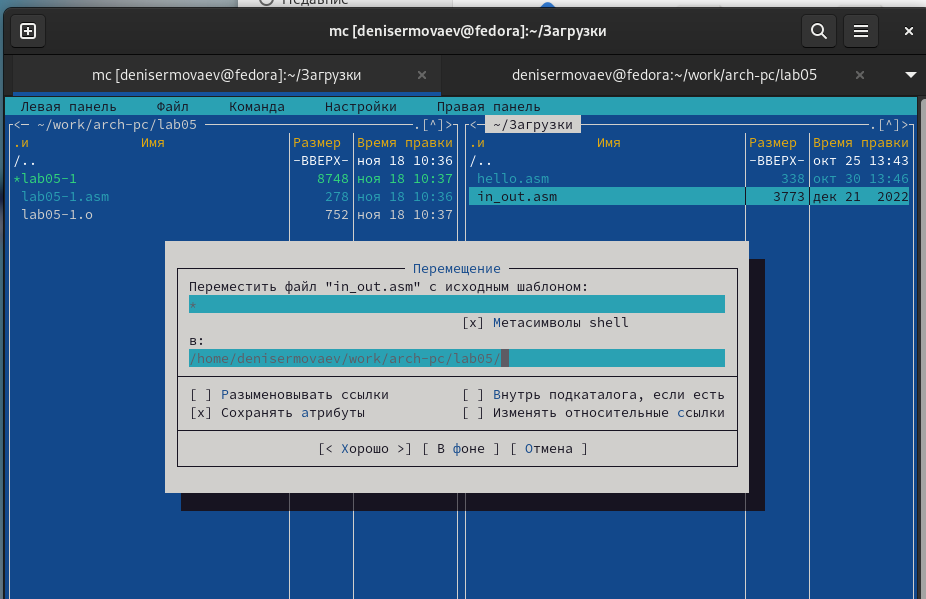 Недавние
mc [denisermovaev@fedora]:~/Загрузки
mc [denisermovaev@fedora]:~/Загрузки
denisermovaev@fedora:~/work/arch-pc/lab05
Левая панель Файл Команда Настройки Правая панель
<─ ~/work/arch-pc/lab05 .[^]> <─ ~/Загрузки .[^]>
.и Имя Размер Время правки .и Имя Размер Время правки
/.. -ВВЕРХ- ноя 18 10:36 /.. -ВВЕРХ- окт 25 13:43
*lab05-1 8748 ноя 18 10:37 hello.asm 338 окт 30 13:46
lab05-1.asm 278 ноя 18 10:36 in_out.asm 3773 дек 21 2022
lab05-1.o 752 ноя 18 10:37
Перемещение
Переместить файл "in_out.asm" с исходным шаблоном:
*
[x] Метасимволы shell
в:
/home/denisermovaev/work/arch-pc/lab05/
[ ] Разыменовывать ссылки [ ] Внутрь подкаталога, если есть
[x] Сохранять атрибуты [ ] Изменять относительные ссылки
[< Хорошо >] [ В фоне ] [ Отмена ]